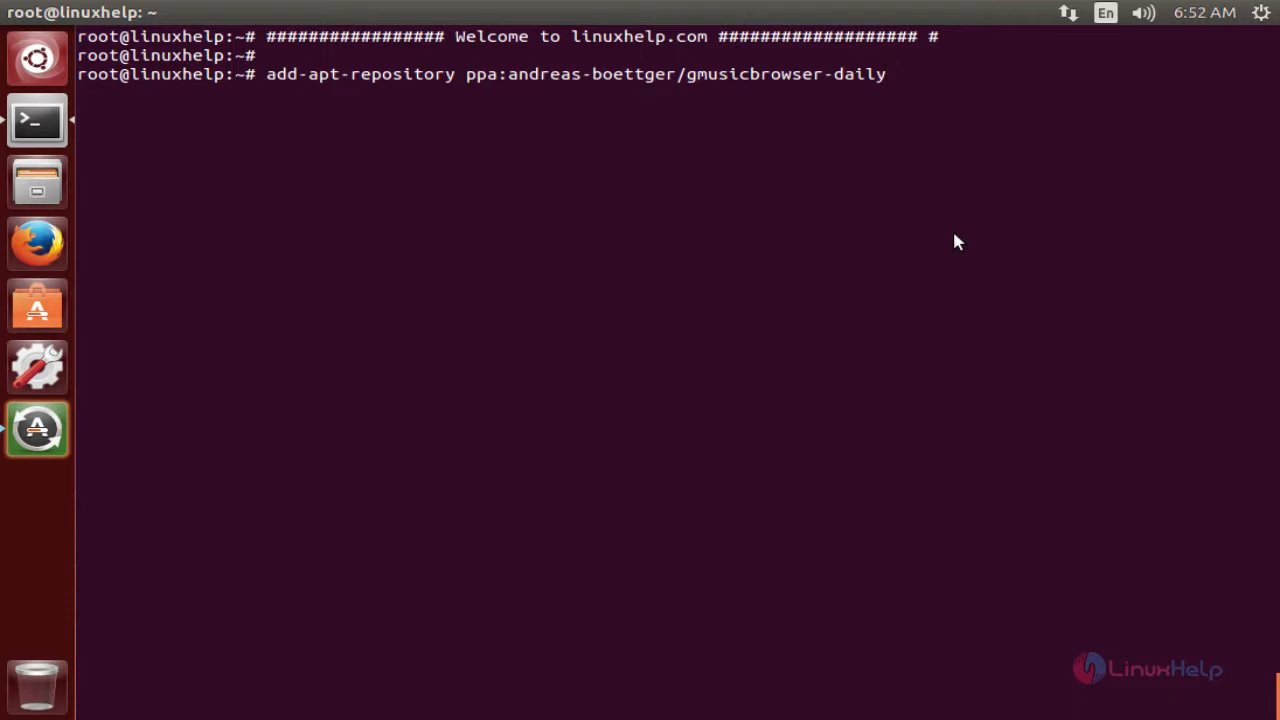 root@linuxhelp: ~
En
6:52 AM
root@linuxhelp:~# ################# Welcome to linuxhelp.com ################### #
root@linuxhelp:~#
root@linuxhelp:~# add-apt-repository ppa:andreas-boettger/gmusicbrowser-daily
LinuxHelp